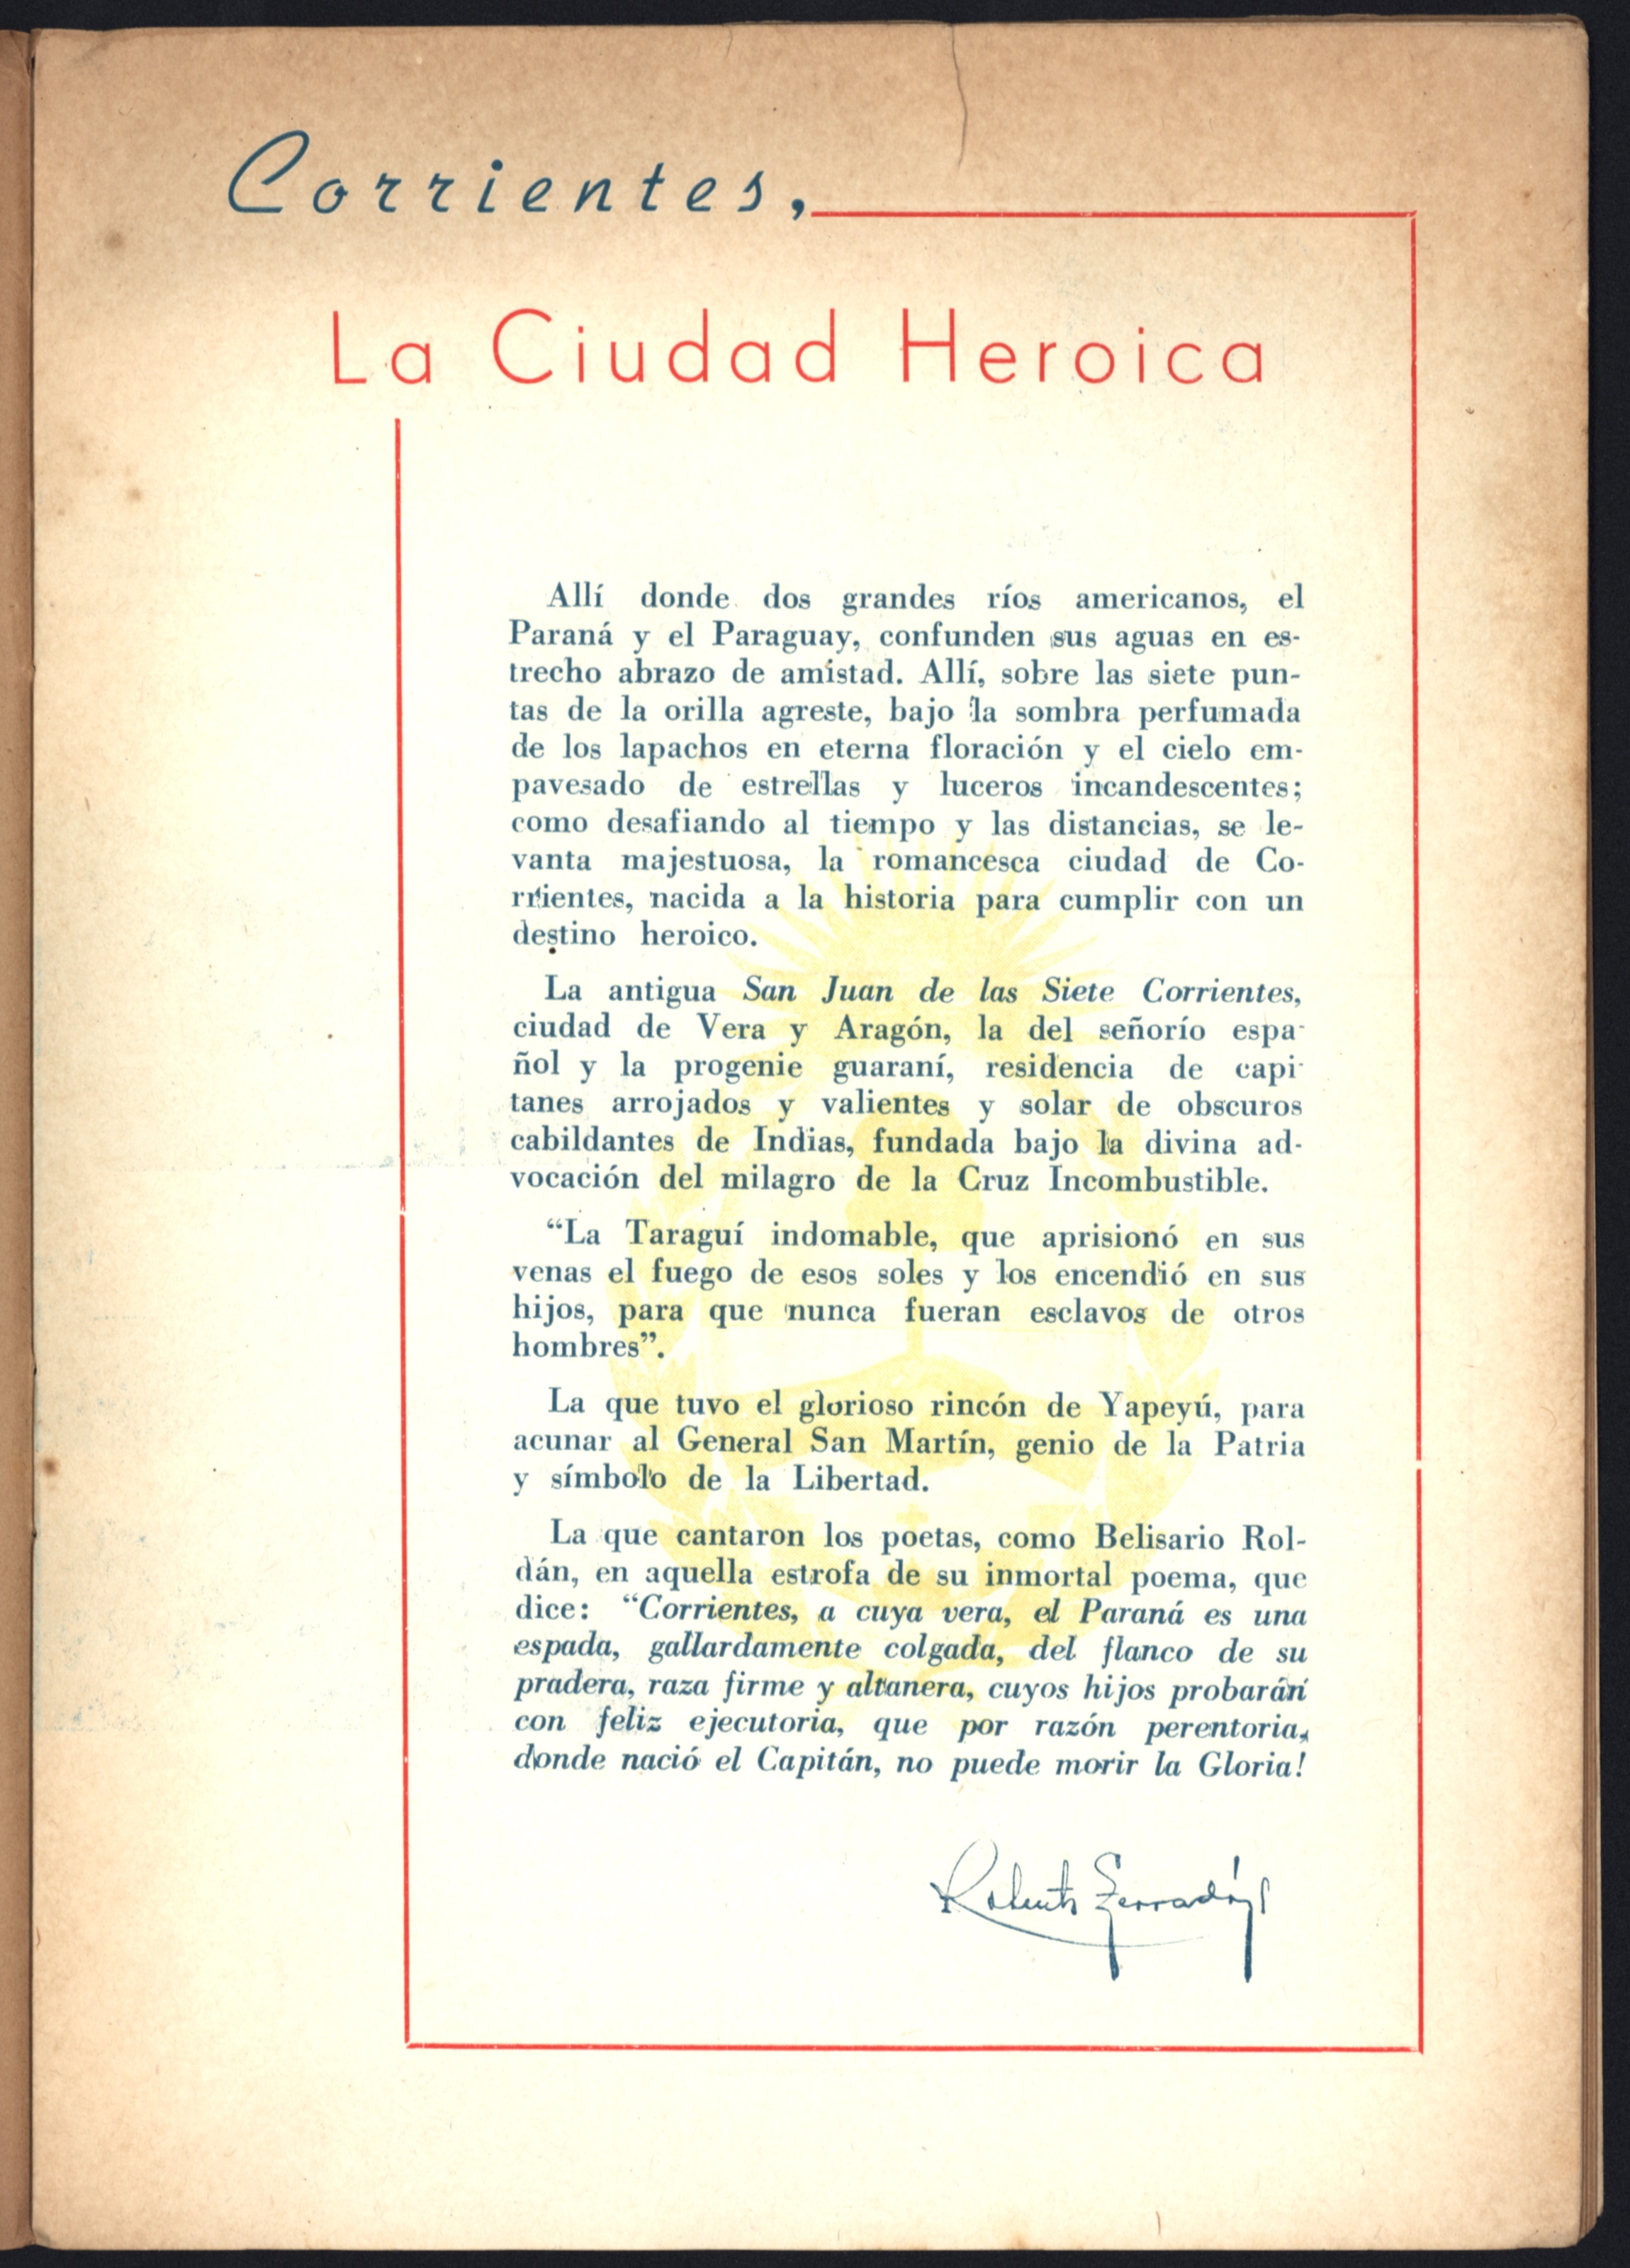 Corrientes,
La Ciudad Heroica
Allí donde dos grandes ríos americanos, el
Paraná y el Paraguay, confunden sus aguas en es-
trecho abrazo de amistad. Allí, sobre las siete pun-
tas de la orilla agreste, bajo la sombra perfumada
de los lapachos en eterna floración y el cielo em-
pavesado de estrellas y luceros incandescentes;
como desafiando al tiempo y las distancias, se le-
vanta majestuosa, la romancesca ciudad de Co-
rrientes, nacida a la historia para cumplir con un
destino heroico.
La antigua San Juan de las Siete Corrientes,
ciudad de Vera y Aragón, la del señorío espa-
ñol y la progenie guaraní, residencia de capi-
tanes arrojados y valientes y solar de obscuros
cabildantes de Indias, fundada bajo la divina ad-
vocación del milagro de la Cruz Incombustible.
“La Taraguí indomable, que aprisionó en sus
venas el fuego de esos soles y los encendió en sus
hijos, para que nunca fueran esclavos de otros
hombres”.
La que tuvo el glorioso rincón de Yapeyú, para
acunar al General San Martín, genio de la Patria
y símbolo de la Libertad.
La que cantaron los poetas, como Belisario Rol-
dán, en aquella estrofa de su inmortal poema, que
dice: “Corrientes, a cuya vera, el Paraná es una
espada, gallardamente colgada, del flanco de su
pradera, raza firme y altanera, cuyos hijos probarán
con feliz ejecutoria, que por razón perentoria,
donde nació el Capitán, no puede morir la Gloria!
Roberto